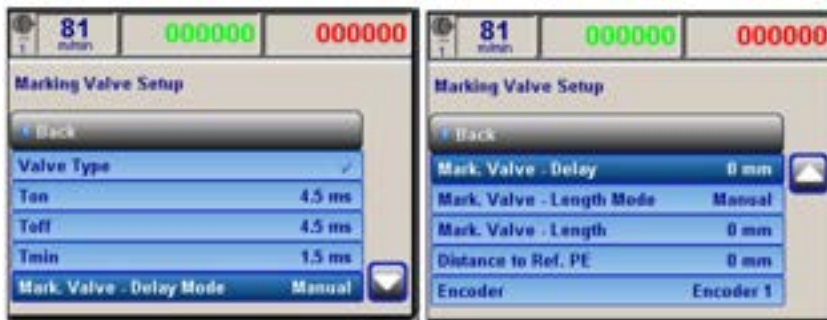 81
m/min
1
000000
000000
Marking Valve Setup
Back
Valve Type ✓
Ton 4.5 ms
Toff 4.5 ms
Tmin 1.5 ms
Mark. Valve - Delay Mode Manual
81
m/min
1
000000
000000
Marking Valve Setup
Back
Mark. Valve - Delay 0 mm
Mark. Valve - Length Mode Manual
Mark. Valve - Length 0 mm
Distance to Ref. PE 0 mm
Encoder Encoder 1